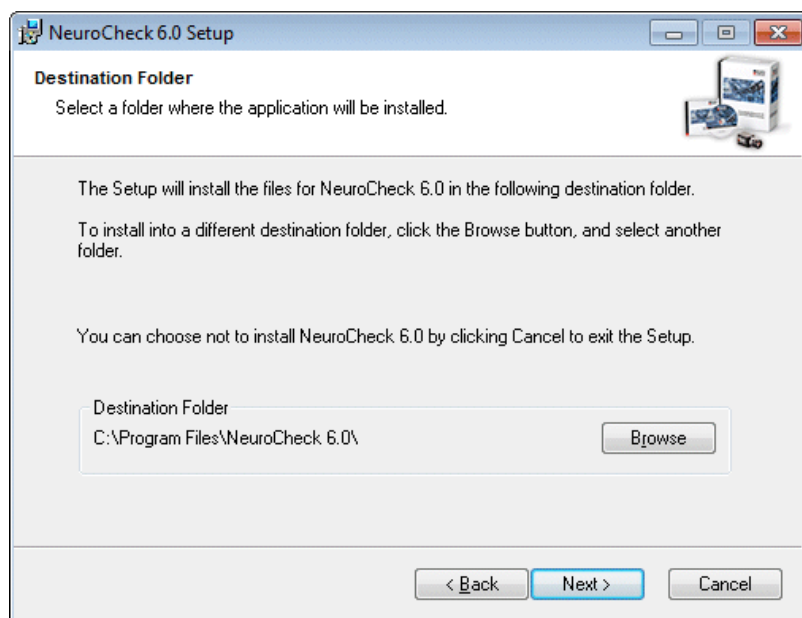 NeuroCheck 6.0 Setup
Destination Folder
Select a folder where the application will be installed.
The Setup will install the files for NeuroCheck 6.0 in the following destination folder.
To install into a different destination folder, click the Browse button, and select another
folder.
You can choose not to install NeuroCheck 6.0 by clicking Cancel to exit the Setup.
Destination Folder
C:\Program Files\NeuroCheck 6.0\
Browse
< Back
Next >
Cancel